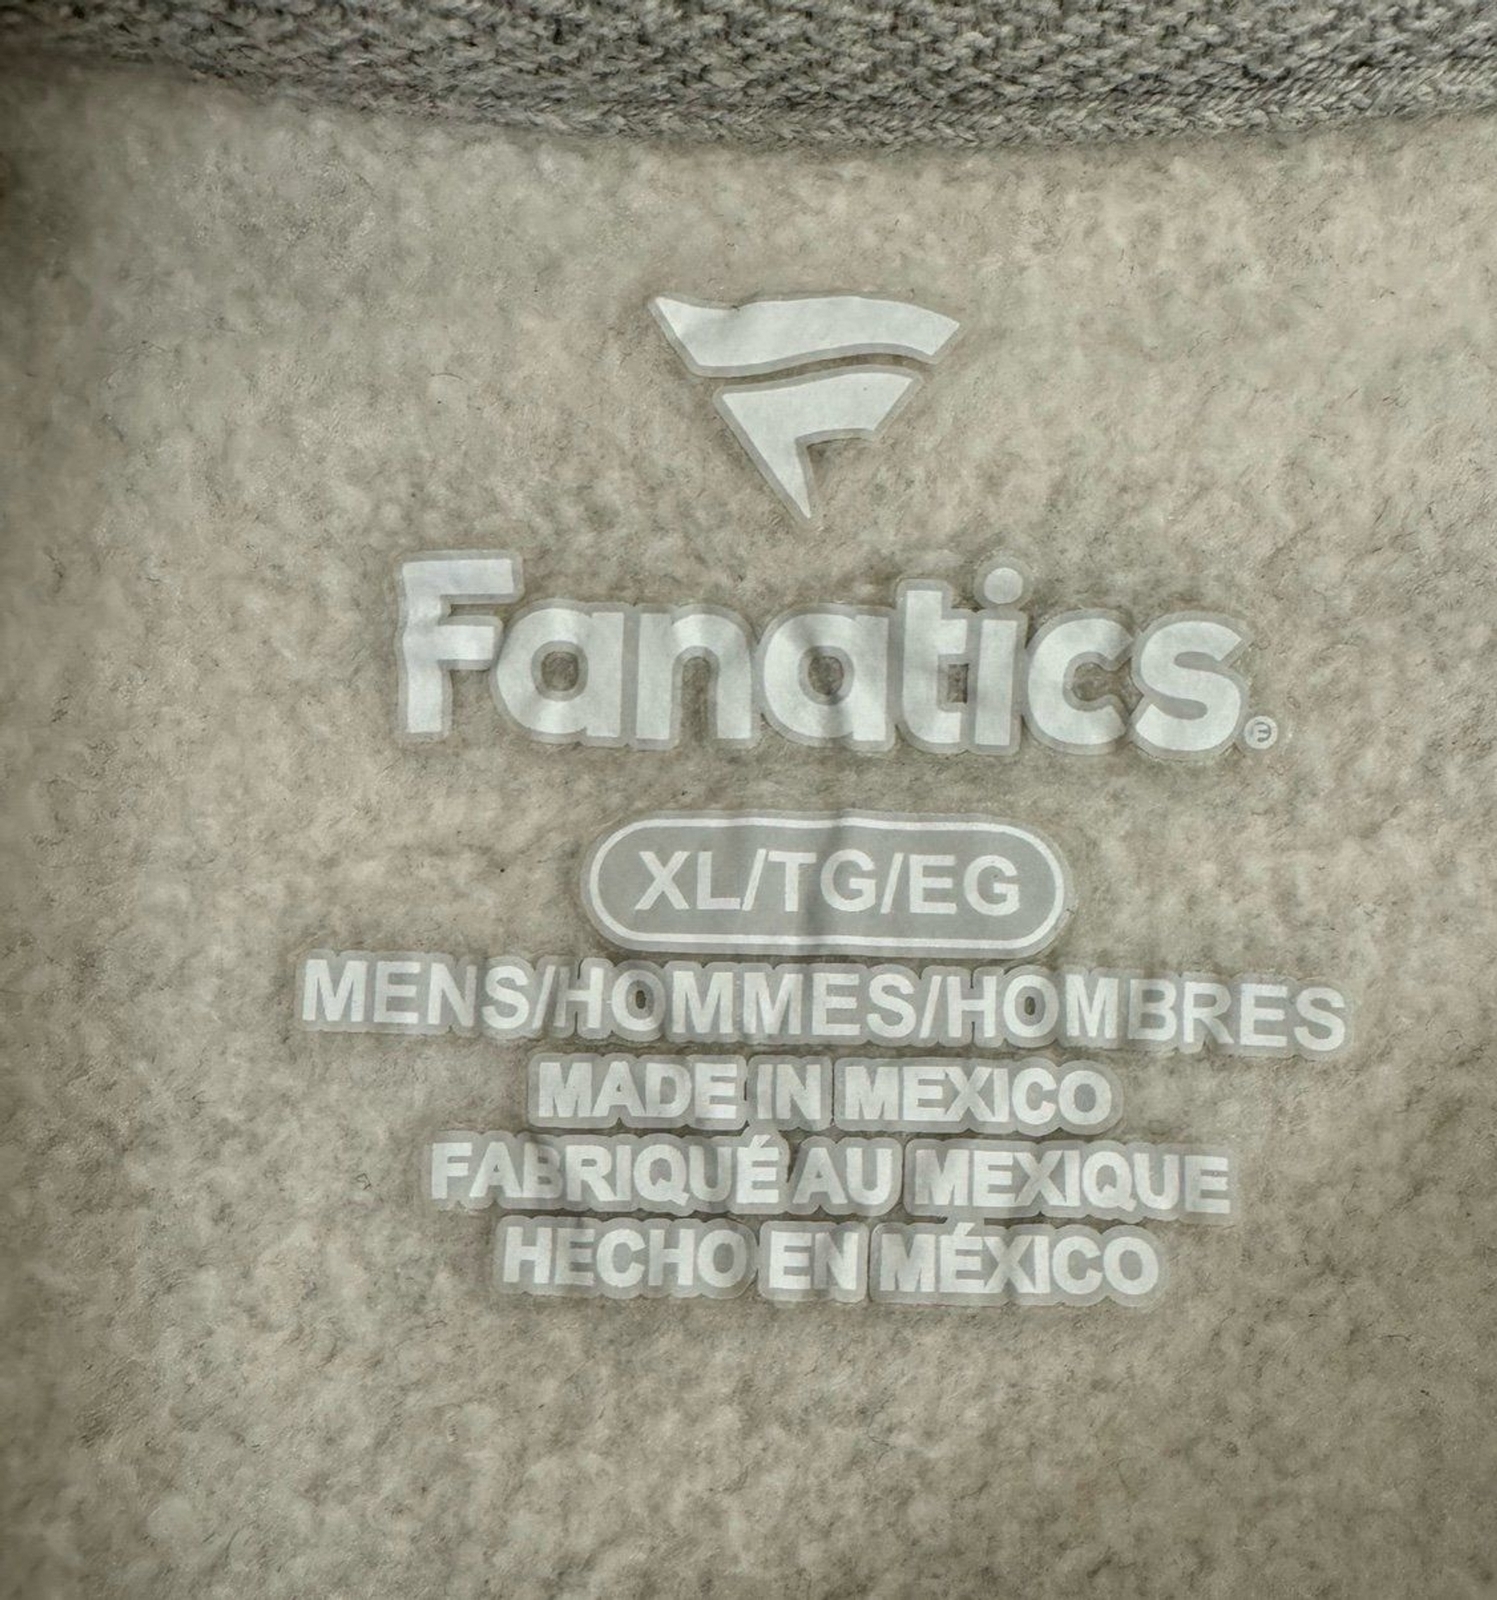 Fanatics®
XL/TG/EG
MENS/HOMMES/HOMBRES
MADE IN MEXICO
FABRIQUÉ AU MEXIQUE
HECHO EN MÉXICO